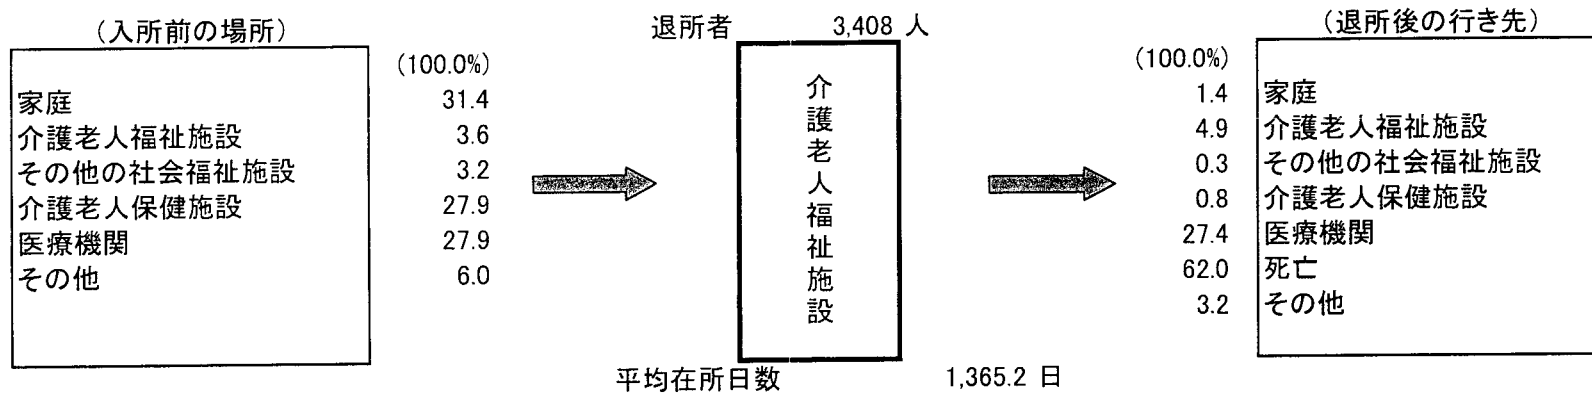 （入所前の場所）
(100.0%)
家庭 31.4
介護老人福祉施設 3.6
その他の社会福祉施設 3.2
介護老人保健施設 27.9
医療機関 27.9
その他 6.0
退所者 3,408 人
介護老人福祉施設
平均在所日数 1,365.2 日
（退所後の行き先）
(100.0%)
1.4 家庭
4.9 介護老人福祉施設
0.3 その他の社会福祉施設
0.8 介護老人保健施設
27.4 医療機関
62.0 死亡
3.2 その他